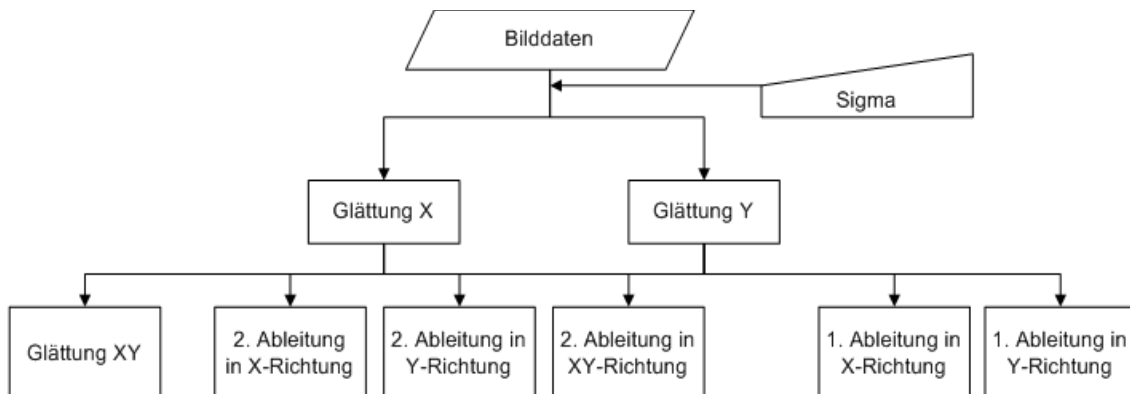 Bilddaten
Sigma
Glättung X
Glättung Y
Glättung XY
2. Ableitung
in X-Richtung
2. Ableitung in
Y-Richtung
2. Ableitung in
XY-Richtung
1. Ableitung in
X-Richtung
1. Ableitung in
Y-Richtung